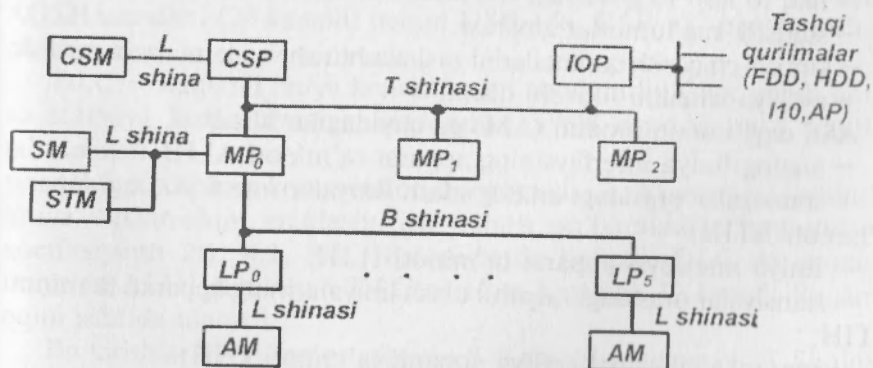 CSM
L
shina
CSP
IOP
Tashqi
qurilmalar
(FDD, HDD,
I10,AP)
T shinasi
SM
L shina
STM
MP0
MP1
MP2
B shinasi
LP0
LP5
L shinasi
L shinasi
AM
AM
TIH,